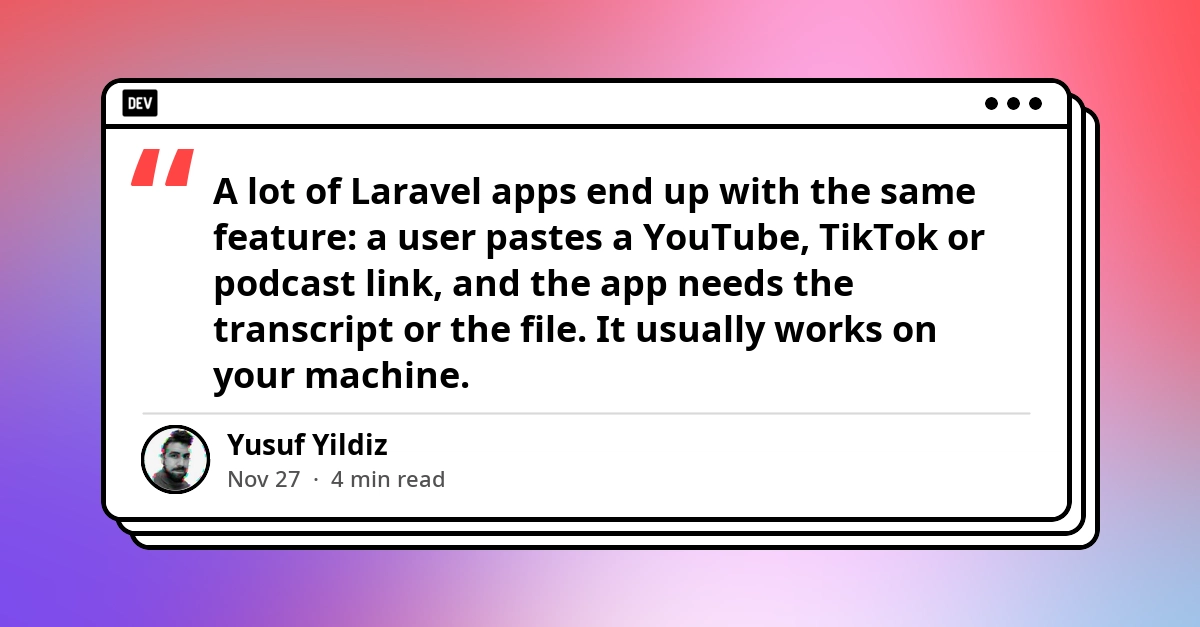 DEV
“
A lot of Laravel apps end up with the same
feature: a user pastes a YouTube, TikTok or
podcast link, and the app needs the
transcript or the file. It usually works on
your machine.
Yusuf Yildiz
Nov 27 · 4 min read